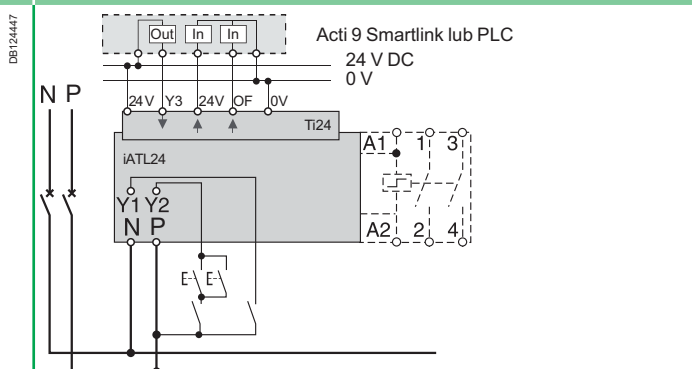 DB124447
Out In In
Acti 9 Smartlink lub PLC
24 V DC
0 V
N P
24V Y3 24V OF 0V
Ti24
A1 1 3
iATL24
Y1 Y2
N P
A2 2 4
E E